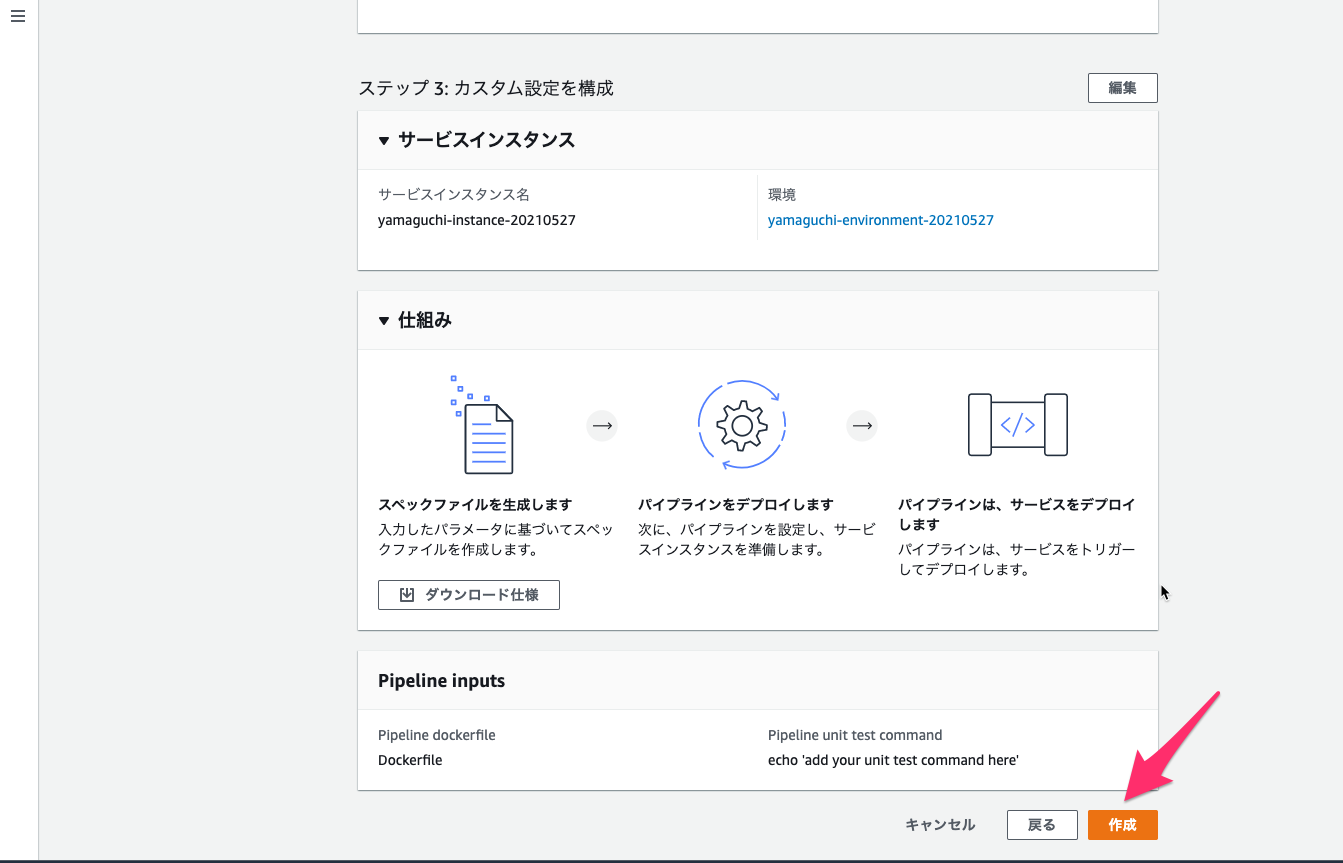 ステップ 3: カスタム設定を構成
編集
▼ サービスインスタンス
サービスインスタンス名
環境
yamaguchi-instance-20210527
yamaguchi-environment-20210527
▼ 仕組み
</>
スペックファイルを生成します
入力したパラメータに基づいてスペッ
クファイルを作成します。
ダウンロード仕様
パイプラインをデプロイします
次に、パイプラインを設定し、サービ
スインスタンスを準備します。
パイプラインは、サービスをデプロイ
します
パイプラインは、サービスをトリガー
してデプロイします。
Pipeline inputs
Pipeline dockerfile
Pipeline unit test command
Dockerfile
echo 'add your unit test command here'
キャンセル
戻る
作成